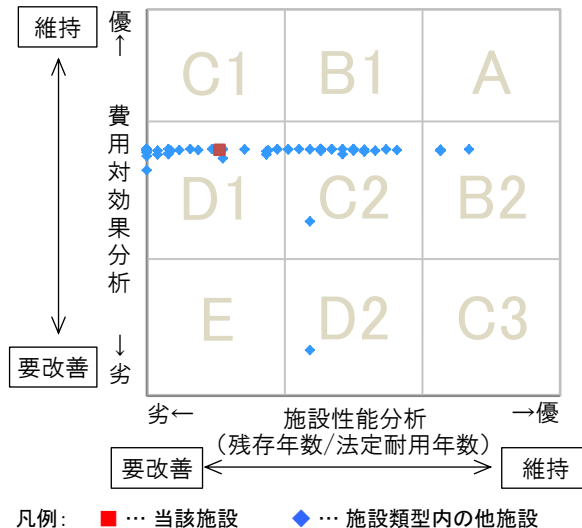 維持
優←
費用対効果分析
←劣
要改善
C1 B1 A
D1 C2 B2
E D2 C3
劣← 施設性能分析 →優
(残存年数/法定耐用年数)
要改善 維持
凡例: ■ … 当該施設 ◆ … 施設類型内の他施設